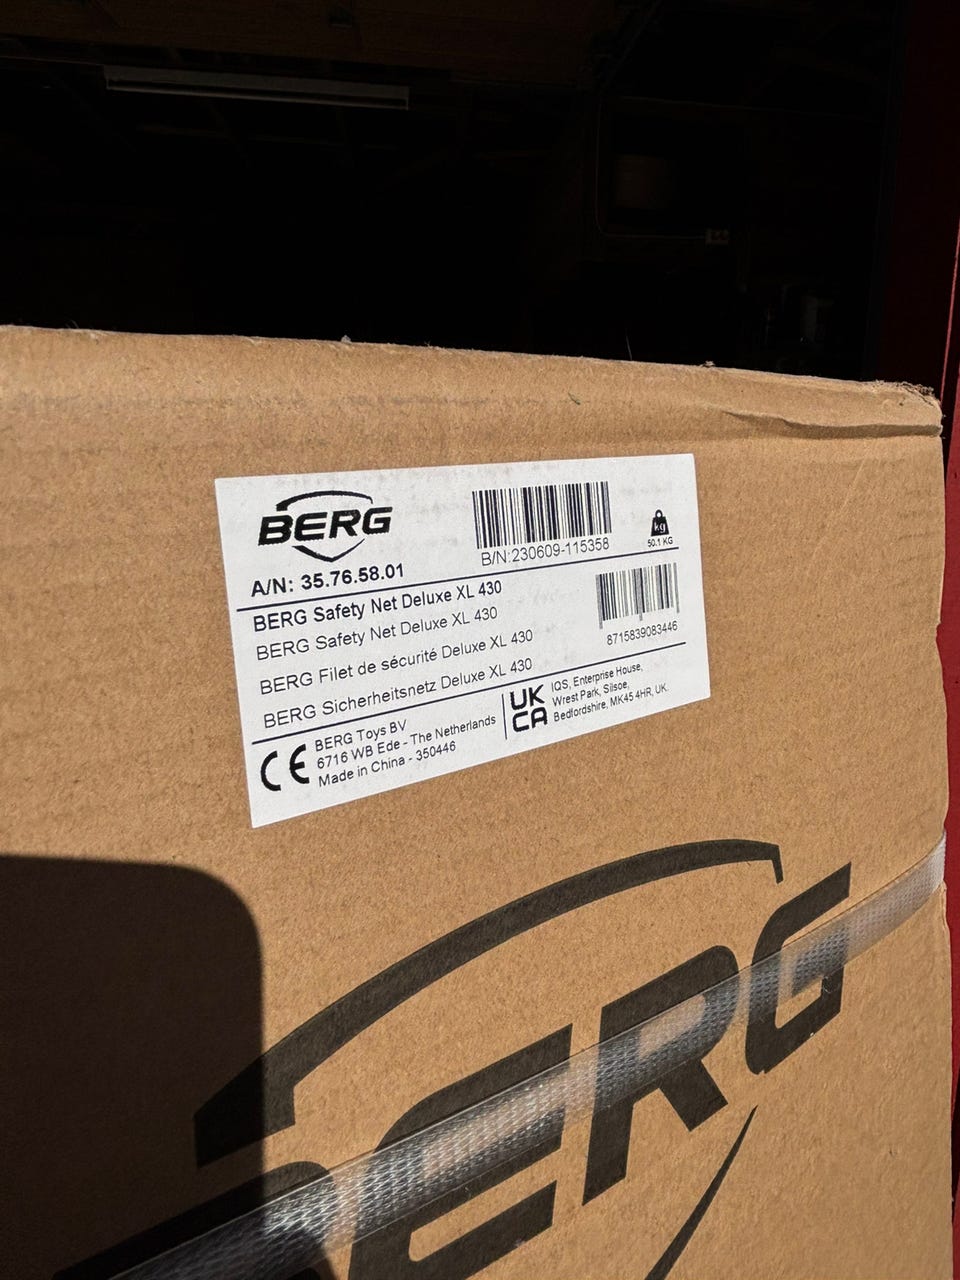 BERG
B/N:230609-115358
kg
50.1 KG
A/N: 35.76.58.01
BERG Safety Net Deluxe XL 430
BERG Safety Net Deluxe XL 430
BERG Filet de sécurité Deluxe XL 430
BERG Sicherheitsnetz Deluxe XL 430
8715839083446
CE
BERG Toys BV
6716 WB Ede - The Netherlands
Made in China - 350446
UK
CA
IQS, Enterprise House,
Wrest Park, Silsoe,
Bedfordshire, MK45 4HR, UK.
BERG